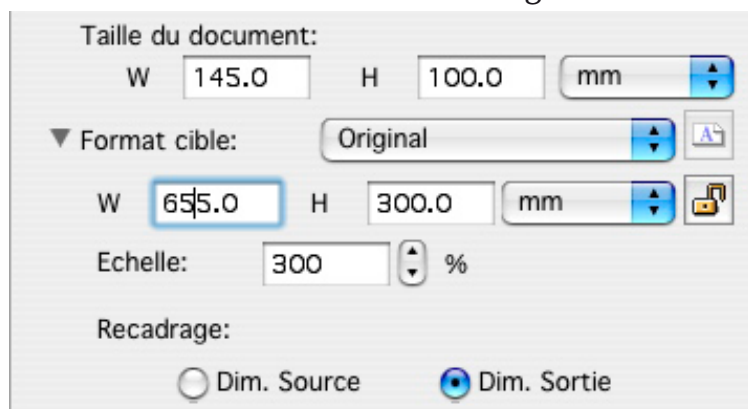 Taille du document:
W 145.0 H 100.0 mm
Format cible: Original A
W 655.0 H 300.0 mm
Echelle: 300 %
Recadrage:
Dim. Source Dim. Sortie